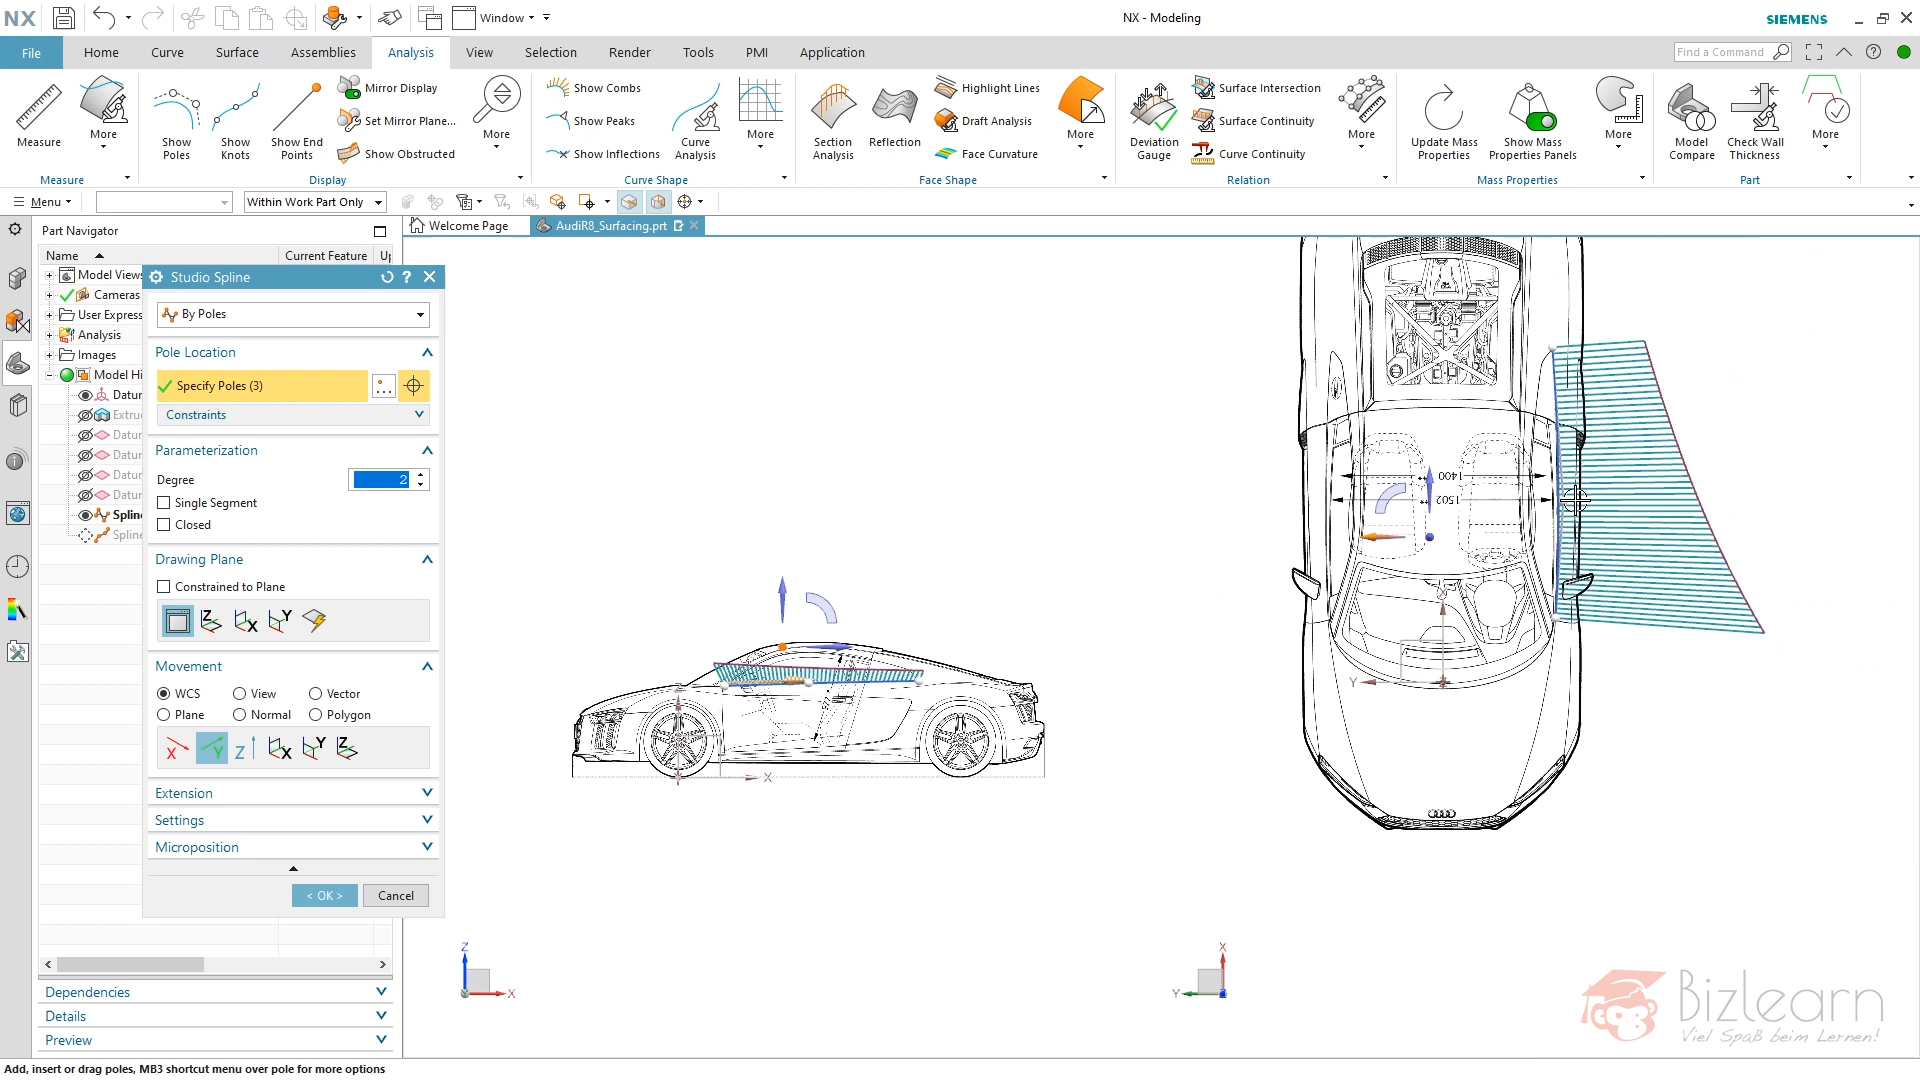 NX
Window
NX - Modeling
SIEMENS
File
Home
Curve
Surface
Assemblies
Analysis
View
Selection
Render
Tools
PMI
Application
Find a Command
Measure
More
Show Poles
Show Knots
Show End Points
Mirror Display
Set Mirror Plane...
Show Obstructed
More
Show Combs
Show Peaks
Show Inflections
Curve Analysis
More
Section Analysis
Reflection
Highlight Lines
Draft Analysis
Face Curvature
More
Deviation Gauge
Surface Intersection
Surface Continuity
Curve Continuity
More
Update Mass Properties
Show Mass Properties Panels
More
Model Compare
Check Wall Thickness
More
Measure
Display
Curve Shape
Face Shape
Relation
Mass Properties
Part
Menu
Within Work Part Only
Part Navigator
Welcome Page
AudiR8_Surfacing.prt
Name
Current Feature
Model Views
Cameras
User Express
Analysis
Images
Model Hi
Datur
Extru
Datur
Datur
Datur
Datur
Spline
Spline
Studio Spline
By Poles
Pole Location
Specify Poles (3)
Constraints
Parameterization
Degree
2
Single Segment
Closed
Drawing Plane
Constrained to Plane
Movement
WCS
View
Vector
Plane
Normal
Polygon
Extension
Settings
Microposition
< OK >
Cancel
1400
1502
X
Y
X
Z
X
X
Y
Dependencies
Details
Preview
Bizlearn
Viel Spaß beim Lernen!
Add, insert or drag poles, MB3 shortcut menu over pole for more options